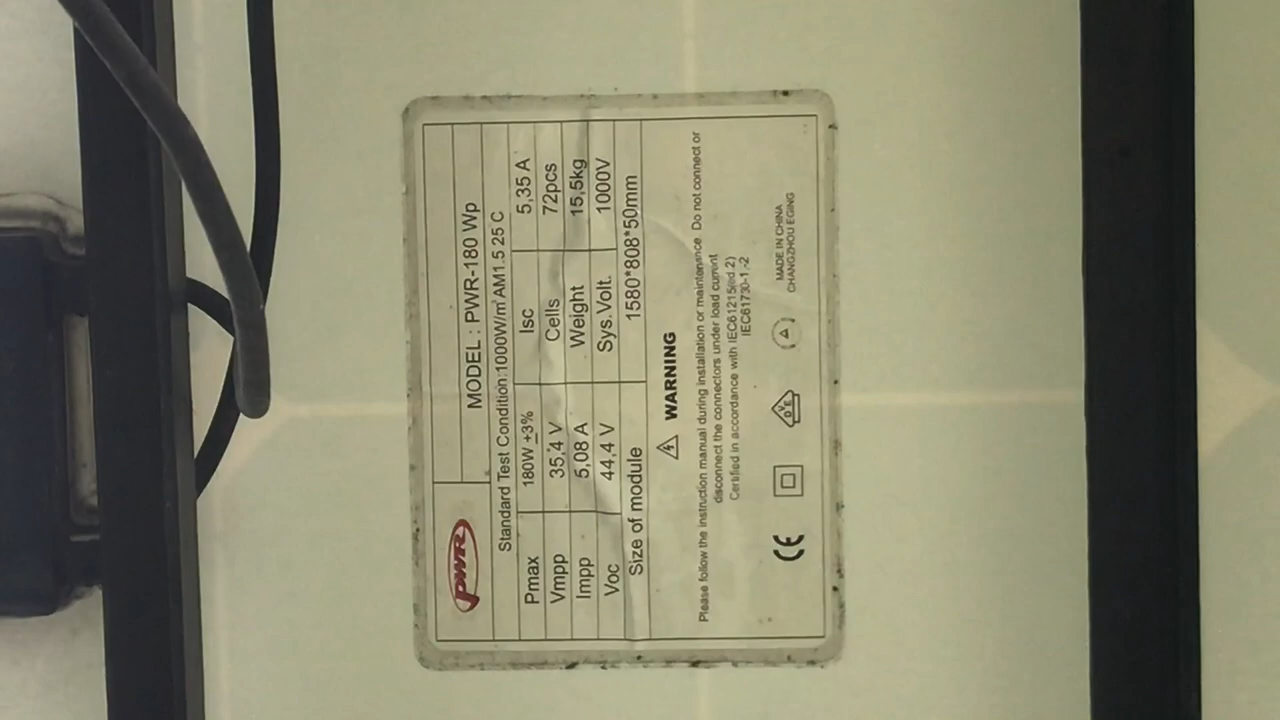 PWR
MODEL : PWR-180 Wp
Standard Test Condition:1000W/m²AM1.5 25 C
Pmax 180W ±3% Isc 5,35 A
Vmpp 35,4 V Cells 72pcs
Impp 5,08 A Weight 15,5kg
Voc 44,4 V Sys.Volt. 1000V
Size of module 1580*808*50mm
WARNING
Please follow the instruction manual during installation or maintenance Do not connect or
disconnect the connectors under load current
Certified in accordance with IEC61215(ed.2)
IEC61730-1,-2
CE
DVE
MADE IN CHINA
CHANGZHOU EGING